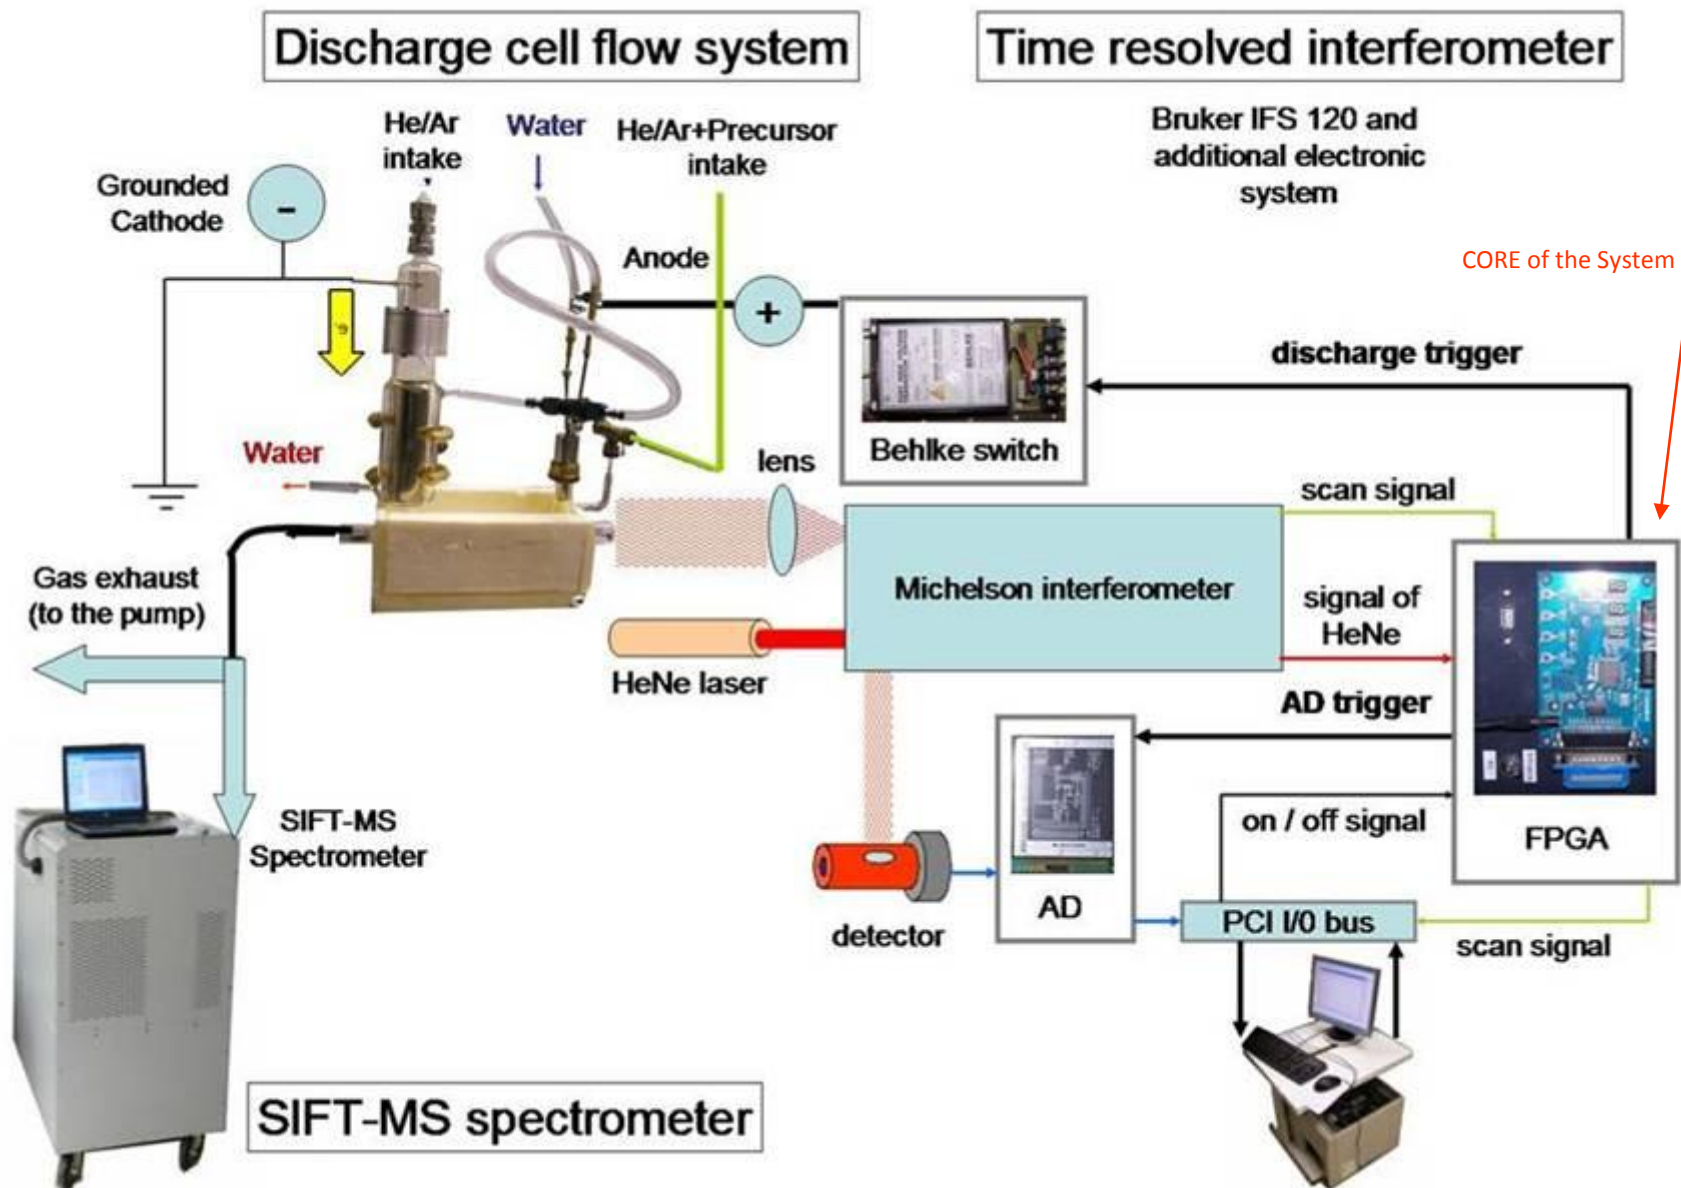 Discharge cell flow system
Time resolved interferometer
He/Ar
intake
Water
He/Ar+Precursor
intake
Bruker IFS 120 and
additional electronic
system
Grounded
Cathode
-
Anode
+
CORE of the System
e-
discharge trigger
Behlke switch
Water
lens
scan signal
Gas exhaust
(to the pump)
Michelson interferometer
signal of
HeNe
HeNe laser
AD trigger
SIFT-MS
Spectrometer
on / off signal
FPGA
AD
detector
PCI I/0 bus
scan signal
SIFT-MS spectrometer